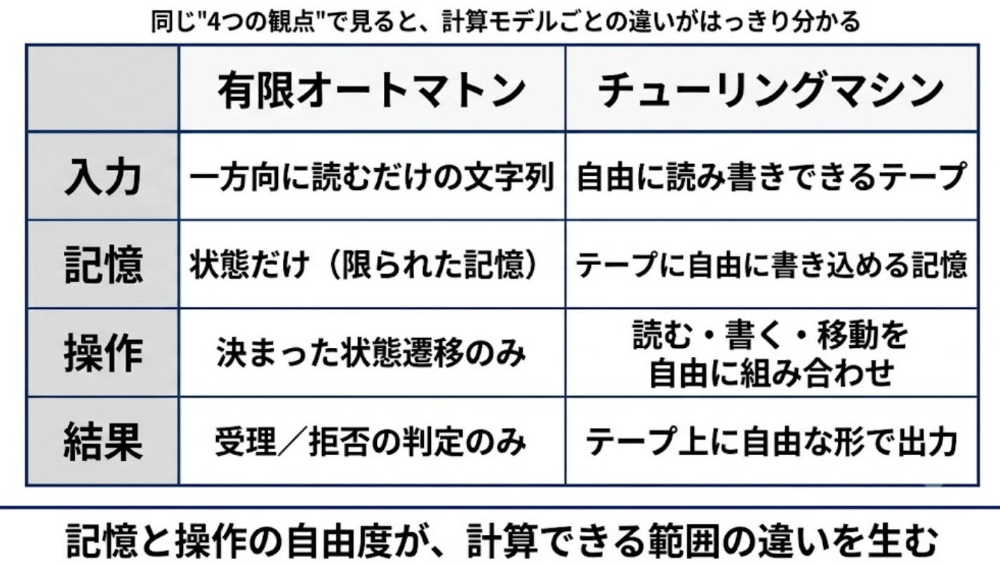 同じ"4つの観点"で見ると、計算モデルごとの違いがはっきり分かる
有限オートマトン
チューリングマシン
入力
一方向に読むだけの文字列
自由に読み書きできるテープ
記憶
状態だけ（限られた記憶）
テープに自由に書き込める記憶
操作
決まった状態遷移のみ
読む・書く・移動を
自由に組み合わせ
結果
受理／拒否の判定のみ
テープ上に自由な形で出力
記憶と操作の自由度が、計算できる範囲の違いを生む